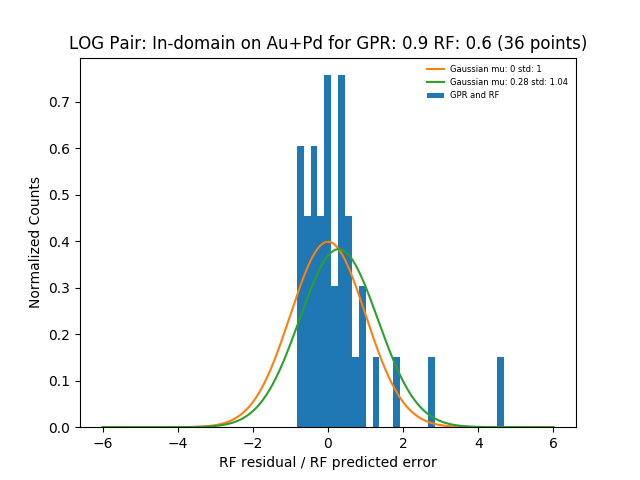 LOG Pair: In-domain on Au+Pd for GPR: 0.9 RF: 0.6 (36 points)
Gaussian mu: 0 std: 1
Gaussian mu: 0.28 std: 1.04
GPR and RF
Normalized Counts
0.7
0.6
0.5
0.4
0.3
0.2
0.1
0.0
−6 −4 −2 0 2 4 6
RF residual / RF predicted error